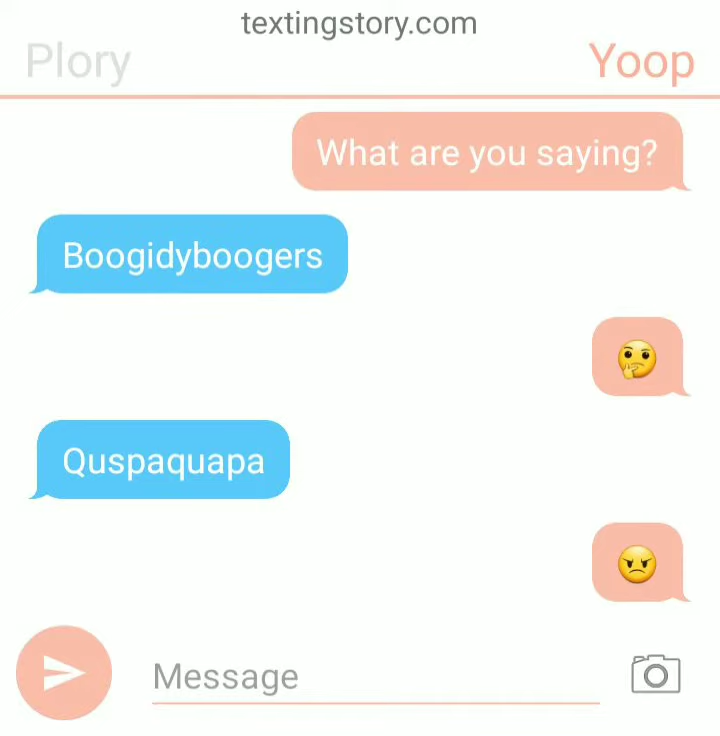 textingstory.com
Plory
Yoop
What are you saying?
Boogidyboogers
🤔
Quspaquapa
😠
Message